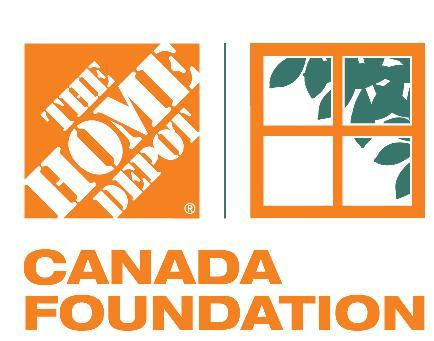 THE
HOME
DEPOT
®
CANADA
FOUNDATION